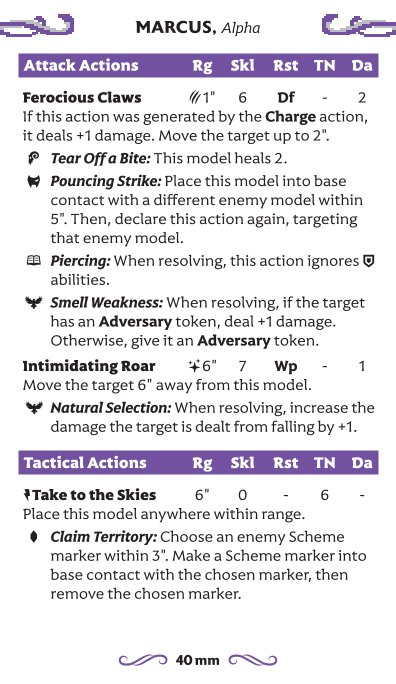 MARCUS, Alpha
Attack Actions Rg Skl Rst TN Da
Ferocious Claws 1" 6 Df - 2
If this action was generated by the Charge action,
it deals +1 damage. Move the target up to 2".
Tear Off a Bite: This model heals 2.
Pouncing Strike: Place this model into base
contact with a different enemy model within
5". Then, declare this action again, targeting
that enemy model.
Piercing: When resolving, this action ignores
abilities.
Smell Weakness: When resolving, if the target
has an Adversary token, deal +1 damage.
Otherwise, give it an Adversary token.
Intimidating Roar 6" 7 Wp - 1
Move the target 6" away from this model.
Natural Selection: When resolving, increase the
damage the target is dealt from falling by +1.
Tactical Actions Rg Skl Rst TN Da
Take to the Skies 6" 0 - 6 -
Place this model anywhere within range.
Claim Territory: Choose an enemy Scheme
marker within 3". Make a Scheme marker into
base contact with the chosen marker, then
remove the chosen marker.
40 mm